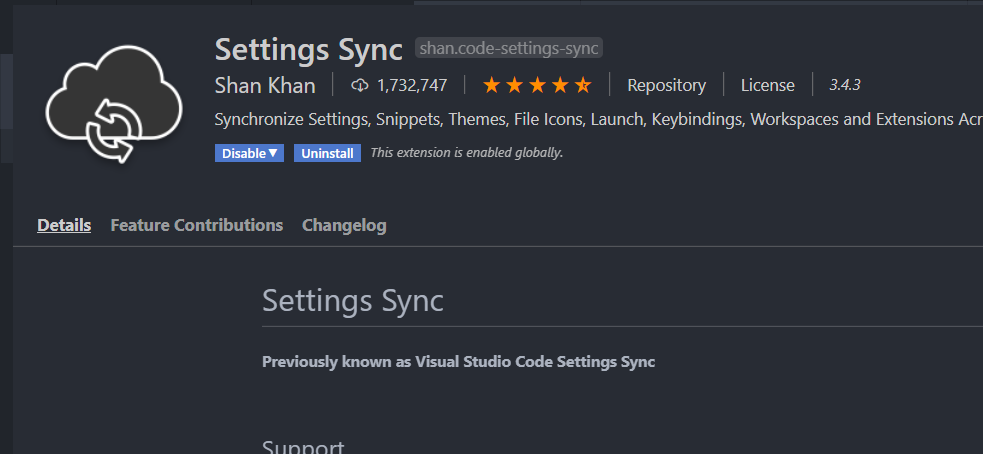 Settings Sync shan.code-settings-sync
Shan Khan 1,732,747 Repository License 3.4.3
Synchronize Settings, Snippets, Themes, File Icons, Launch, Keybindings, Workspaces and Extensions Acr
Disable▼ Uninstall This extension is enabled globally.
Details Feature Contributions Changelog
Settings Sync
Previously known as Visual Studio Code Settings Sync
Support